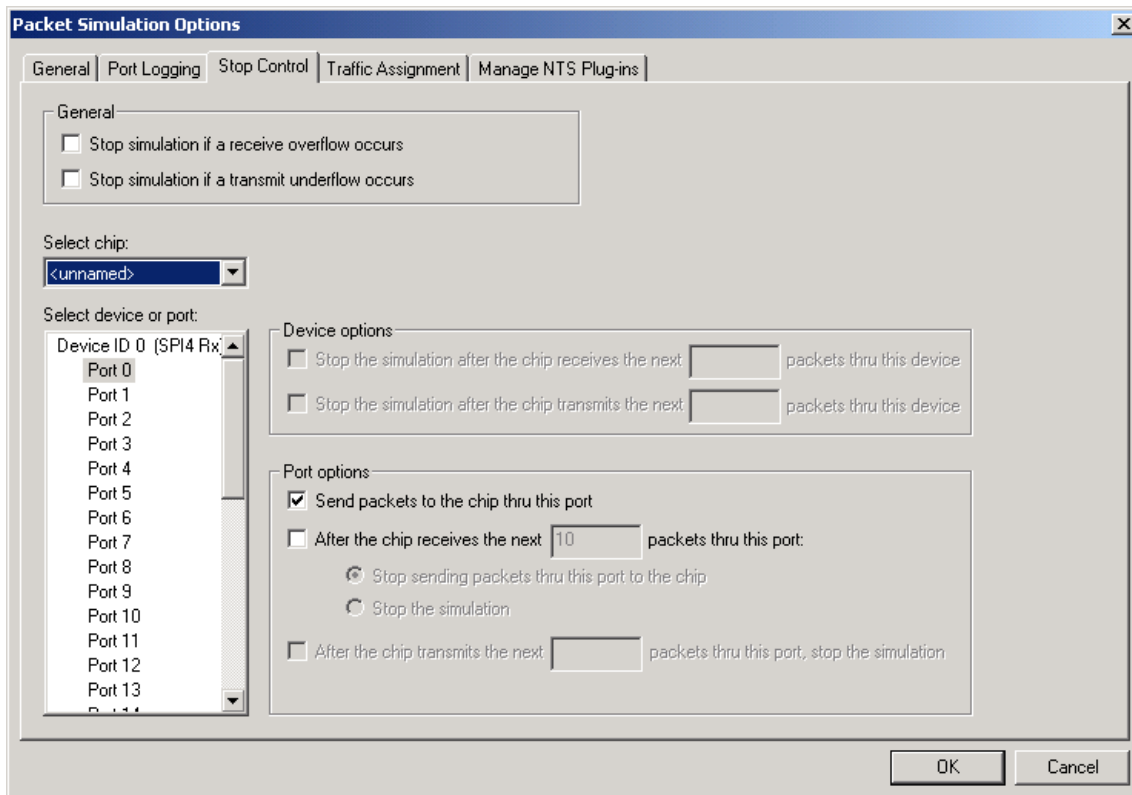 Packet Simulation Options
General Port Logging Stop Control Traffic Assignment Manage NTS Plug-ins
General
Stop simulation if a receive overflow occurs
Stop simulation if a transmit underflow occurs
Select chip:
<unnamed>
Select device or port:
Device ID 0 (SPI4 Rx)
Port 0
Port 1
Port 2
Port 3
Port 4
Port 5
Port 6
Port 7
Port 8
Port 9
Port 10
Port 11
Port 12
Port 13
Device options
Stop the simulation after the chip receives the next packets thru this device
Stop the simulation after the chip transmits the next packets thru this device
Port options
Send packets to the chip thru this port
After the chip receives the next 10 packets thru this port:
Stop sending packets thru this port to the chip
Stop the simulation
After the chip transmits the next packets thru this port, stop the simulation
OK Cancel